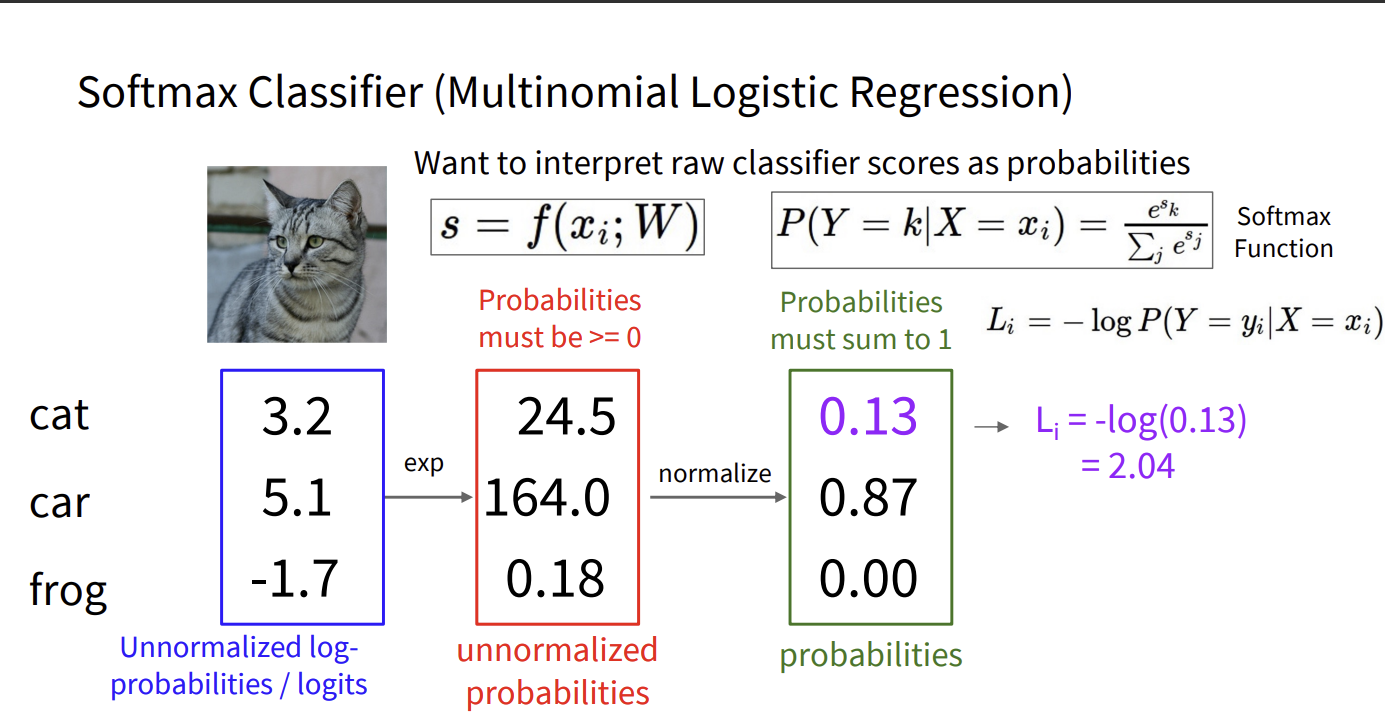 Softmax Classifier (Multinomial Logistic Regression)
Want to interpret raw classifier scores as probabilities
s = f(x_i; W)
P(Y = k|X = x_i) = e^{s_k} / ∑_j e^{s_j}
Softmax
Function
Probabilities
must be >= 0
Probabilities
must sum to 1
L_i = − log P(Y = y_i|X = x_i)
cat 3.2 24.5 0.13 → L_i = -log(0.13)
= 2.04
exp
normalize
car 5.1 164.0 0.87
frog -1.7 0.18 0.00
Unnormalized log-
probabilities / logits
unnormalized
probabilities
probabilities